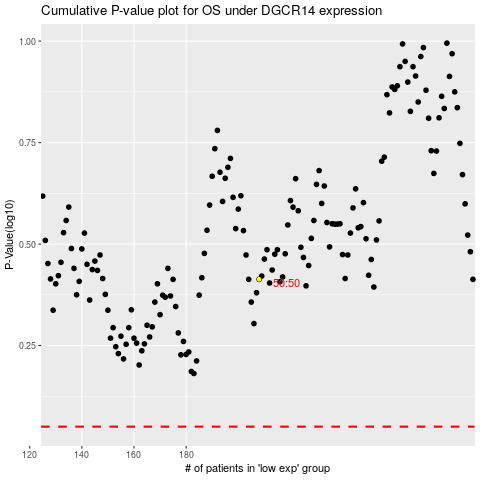 Cumulative P-value plot for OS under DGCR14 expression
P-Value(log10)
1.00
0.75
0.50
0.25
50:50
120 140 160 180
# of patients in 'low exp' group